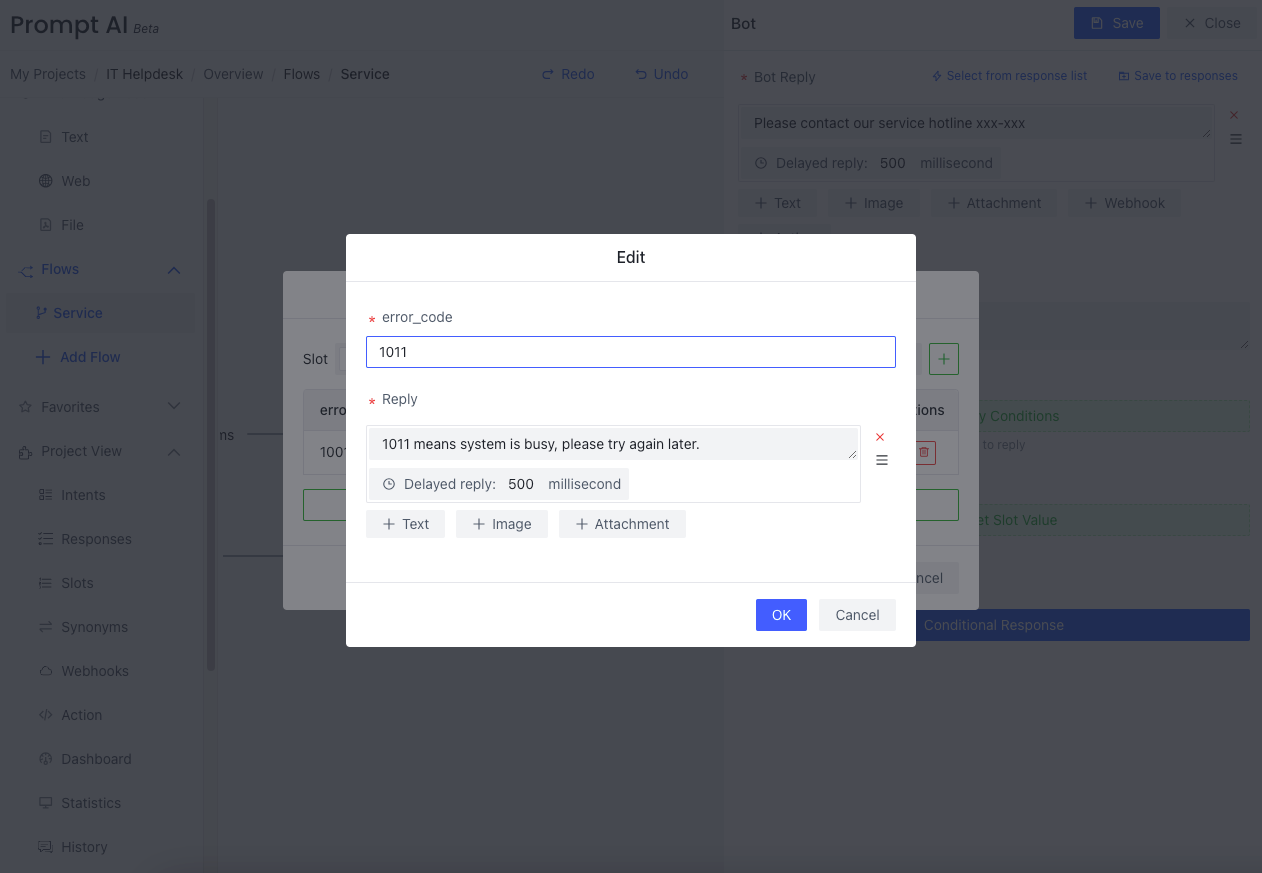 Prompt AI Beta
My Projects / IT Helpdesk / Overview / Flows / Service
Redo
Undo
Text
Web
File
Flows
Service
Add Flow
Favorites
Project View
Intents
Responses
Slots
Synonyms
Webhooks
Action
Dashboard
Statistics
History
ns
Bot
Save
Close
* Bot Reply
Select from response list
Save to responses
Please contact our service hotline xxx-xxx
Delayed reply: 500 millisecond
+ Text
+ Image
+ Attachment
+ Webhook
y Conditions
to reply
et Slot Value
Conditional Response
Slot
erro
ions
100
ncel
Edit
* error_code
1011
* Reply
1011 means system is busy, please try again later.
Delayed reply: 500 millisecond
+ Text
+ Image
+ Attachment
OK
Cancel